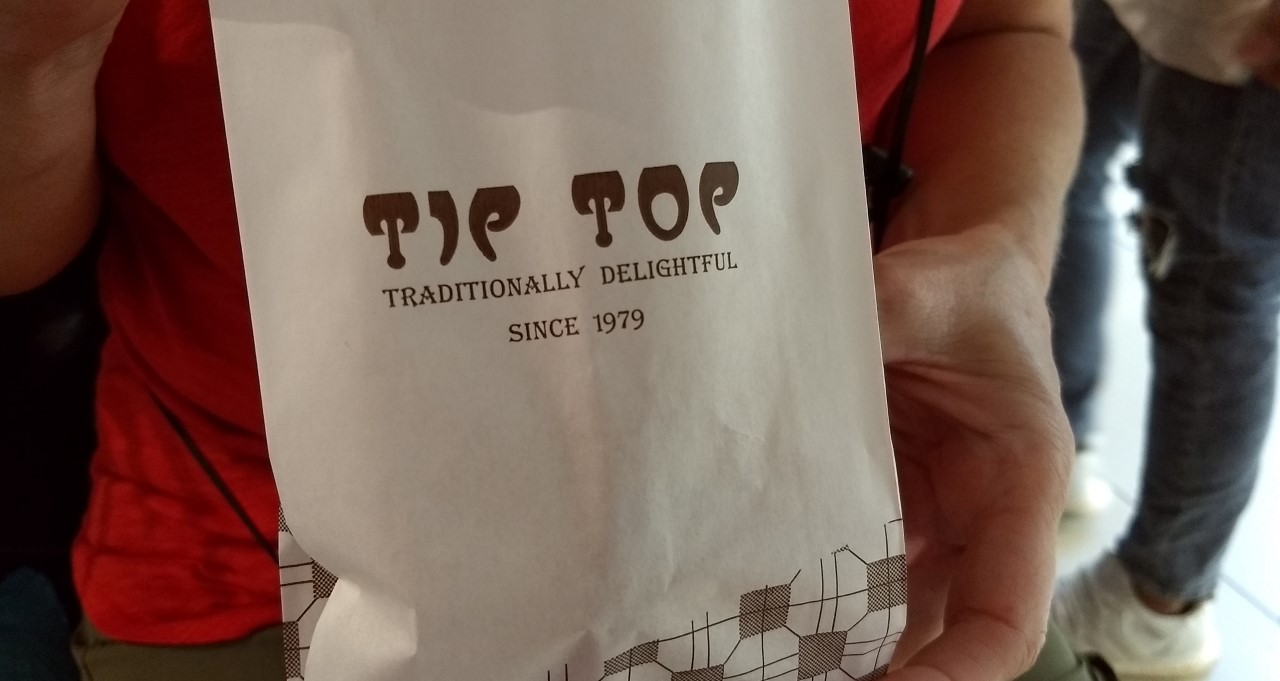 TIP TOP
TRADITIONALLY DELIGHTFUL
SINCE 1979